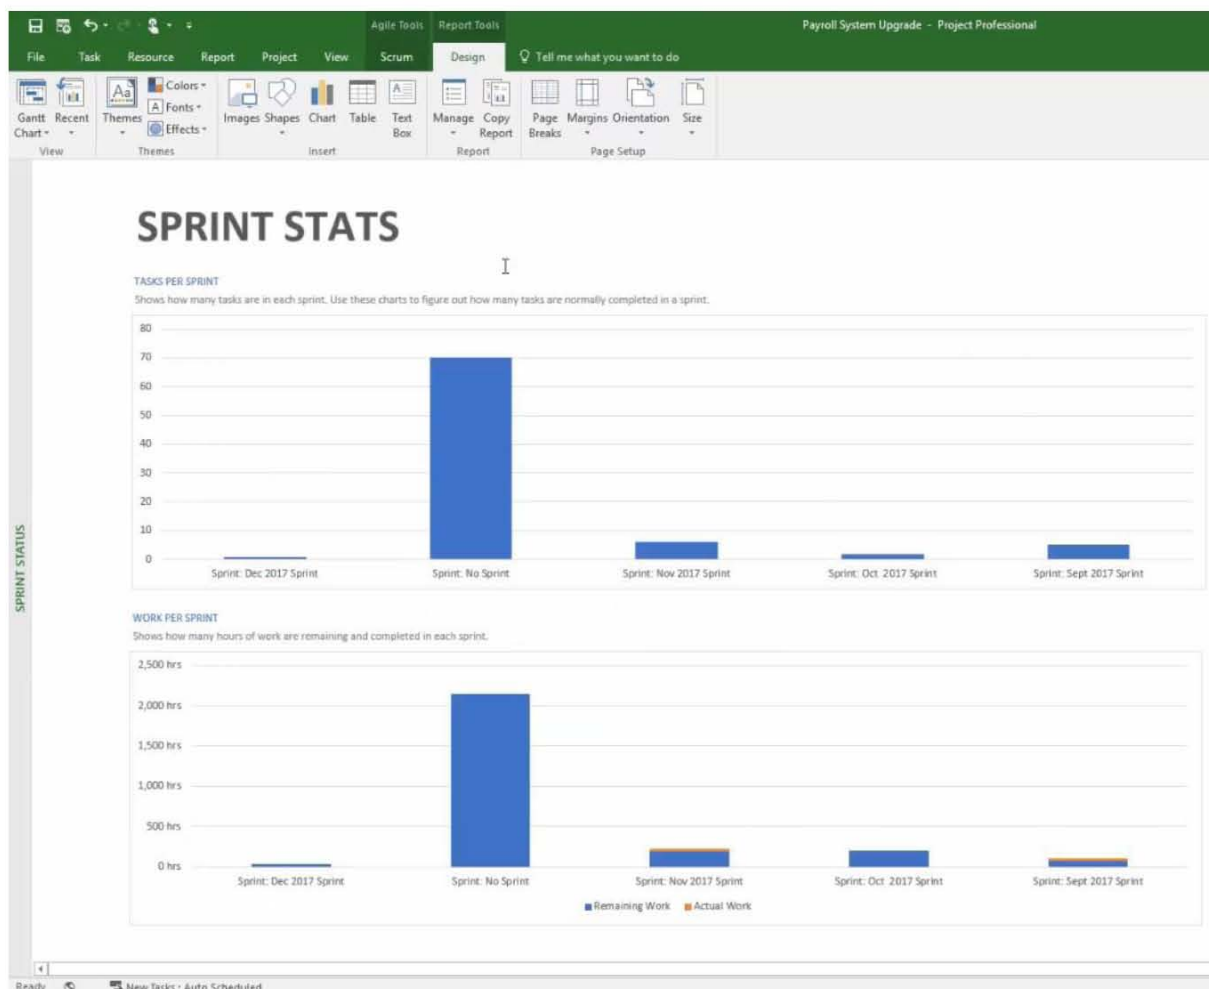 Agile Tools Report Tools Payroll System Upgrade - Project Professional
File Task Resource Report Project View Scrum Design Tell me what you want to do
Gantt Chart Recent Themes Colors Fonts Effects Images Shapes Chart Table Text Box Manage Copy Report Page Breaks Margins Orientation Size
View Themes Insert Report Page Setup
SPRINT STATUS
SPRINT STATS
TASKS PER SPRINT
Shows how many tasks are in each sprint. Use these charts to figure out how many tasks are normally completed in a sprint.
80
70
60
50
40
30
20
10
0
Sprint: Dec 2017 Sprint Sprint: No Sprint Sprint: Nov 2017 Sprint Sprint: Oct 2017 Sprint Sprint: Sept 2017 Sprint
WORK PER SPRINT
Shows how many hours of work are remaining and completed in each sprint.
2,500 hrs
2,000 hrs
1,500 hrs
1,000 hrs
500 hrs
0 hrs
Sprint: Dec 2017 Sprint Sprint: No Sprint Sprint: Nov 2017 Sprint Sprint: Oct 2017 Sprint Sprint: Sept 2017 Sprint
Remaining Work Actual Work
Ready New Tasks : Auto Scheduled